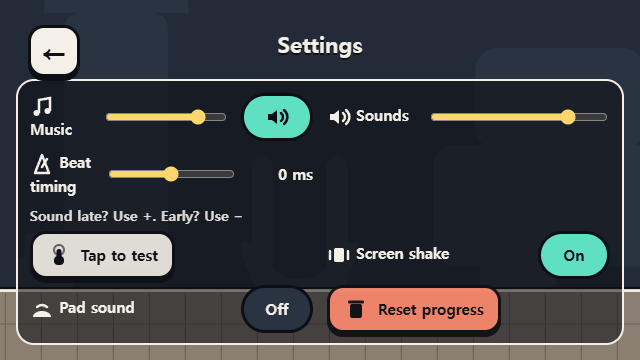 Settings
Music
Sounds
Beat
timing
0 ms
Sound late? Use +. Early? Use −
Tap to test
Screen shake
On
Pad sound
Off
Reset progress